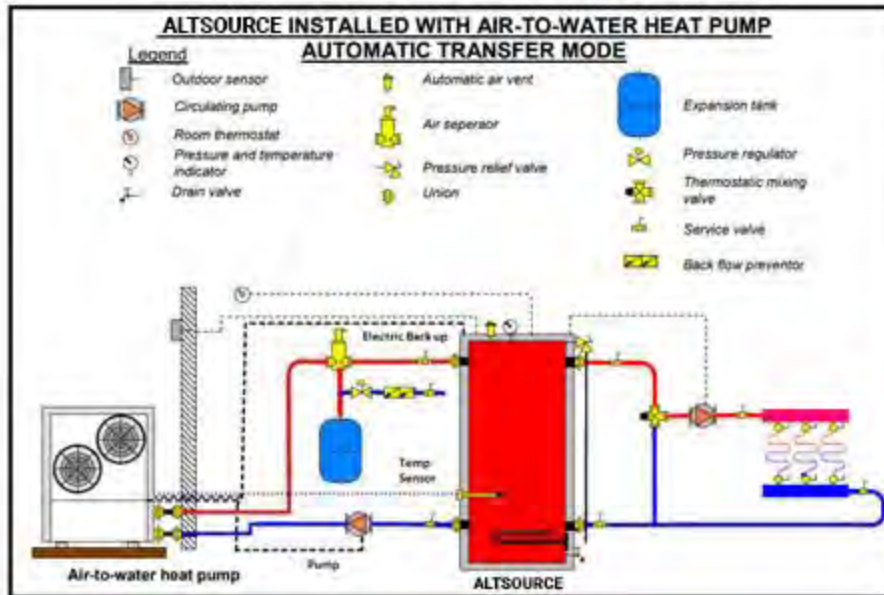 ALTSOURCE INSTALLED WITH AIR-TO-WATER HEAT PUMP
AUTOMATIC TRANSFER MODE
Legend
Outdoor sensor
Circulating pump
Room thermostat
Pressure and temperature
indicator
Drain valve
Automatic air vent
Air seperaor
Pressure relief valve
Union
Expansion tank
Pressure regulator
Thermostatic mixing
valve
Service valve
Back flow preventor
Electric Back up
Temp
Sensor
Pump
Air-to-water heat pump
ALTSOURCE